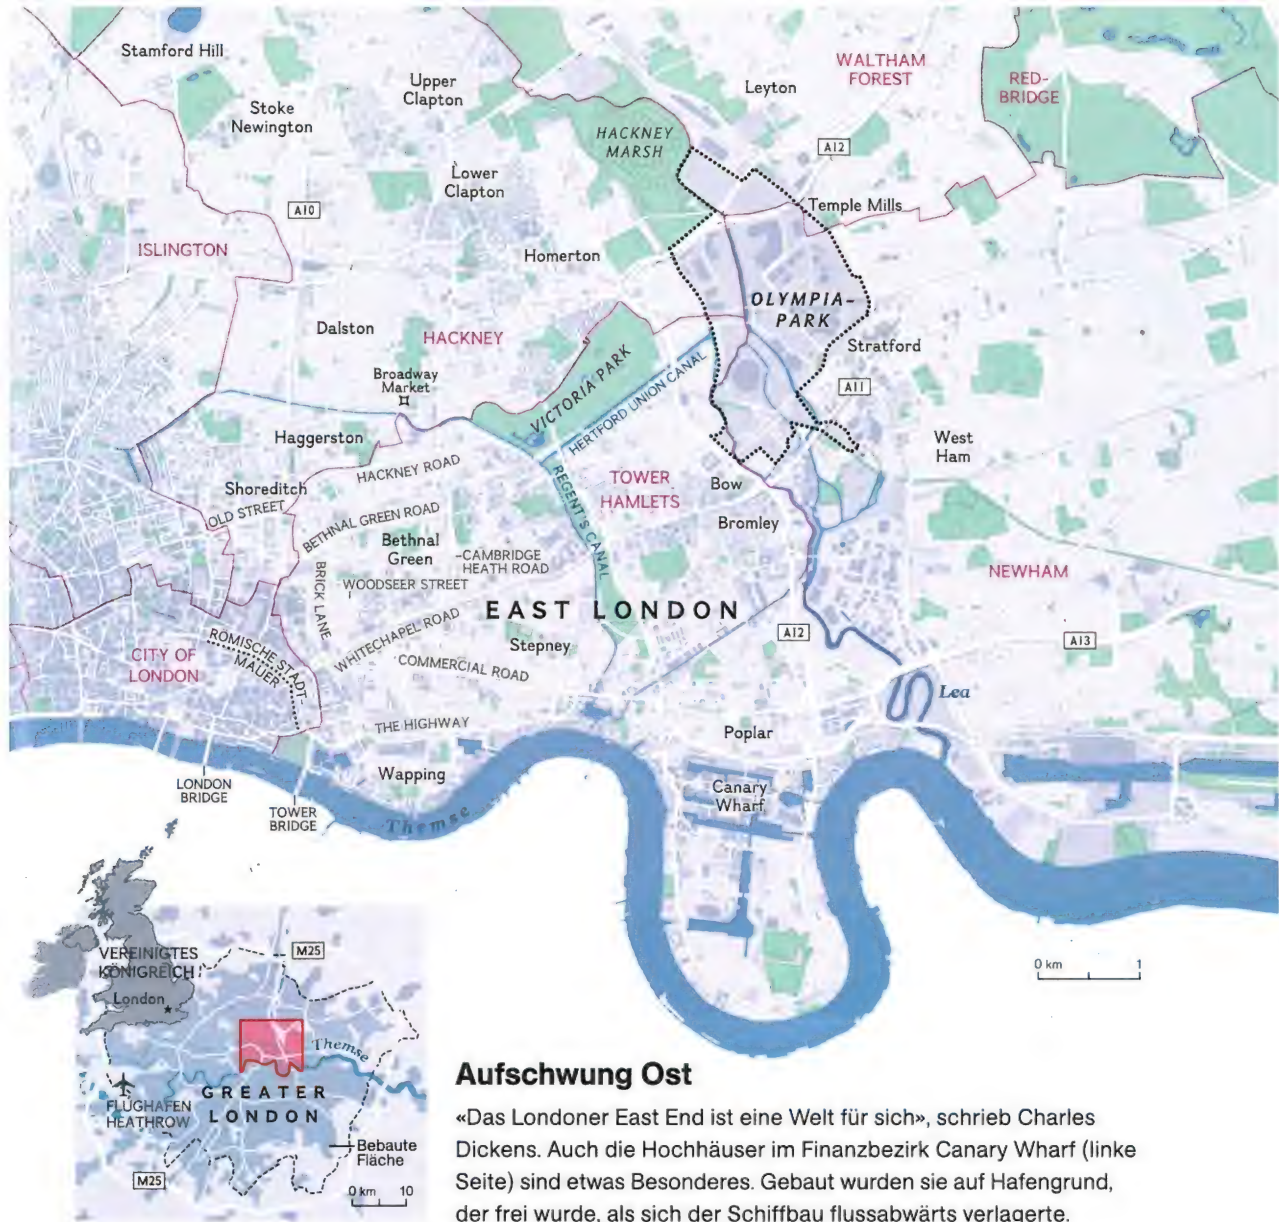 Stamford Hill
WALTHAM
FOREST
RED-
BRIDGE
Upper
Clapton
Leyton
Stoke
Newington
HACKNEY
MARSH
A12
Lower
Clapton
A10
Temple Mills
ISLINGTON
Homerton
OLYMPIA-
PARK
Dalston
HACKNEY
Stratford
VICTORIA PARK
HERTFORD UNION CANAL
Broadway
Market
A11
Haggerston
West
Ham
HACKNEY ROAD
TOWER
HAMLETS
Bow
Shoreditch
OLD STREET
REGENT'S CANAL
BETHNAL GREEN ROAD
Bromley
Bethnal
Green
CAMBRIDGE
HEATH ROAD
BRICK LANE
WOODSEER STREET
NEWHAM
EAST LONDON
WHITECHAPEL ROAD
A12
A13
RÖMISCHE STADT-
MAUER
CITY OF
LONDON
Stepney
COMMERCIAL ROAD
Lea
THE HIGHWAY
Poplar
Wapping
Canary
Wharf
LONDON
BRIDGE
TOWER
BRIDGE
Themse
VEREINIGTES
KÖNIGREICH
London
M25
0 km 1
Themse
GREATER
LONDON
FLUGHAFEN
HEATHROW
Bebaute
Fläche
M25
0 km 10
Aufschwung Ost
«Das Londoner East End ist eine Welt für sich», schrieb Charles
Dickens. Auch die Hochhäuser im Finanzbezirk Canary Wharf (linke
Seite) sind etwas Besonderes. Gebaut wurden sie auf Hafengrund,
der frei wurde, als sich der Schiffbau flussabwärts verlagerte.